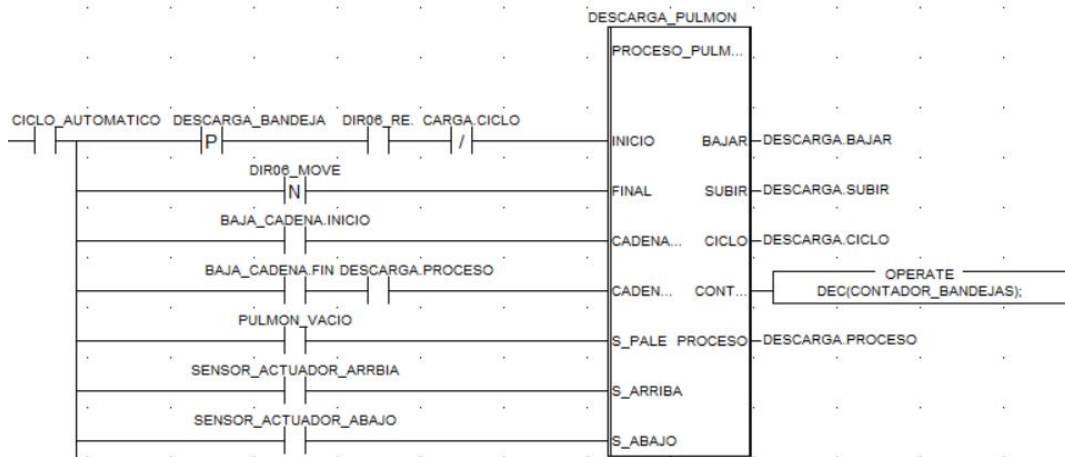 DESCARGA_PULMON
PROCESO_PULM...
CICLO_AUTOMATICO DESCARGA_BANDEJA DIR06_RE. CARGA.CICLO
P
/
INICIO BAJAR DESCARGA.BAJAR
DIR06_MOVE
N
FINAL SUBIR DESCARGA.SUBIR
BAJA_CADENA.INICIO
CADENA... CICLO DESCARGA.CICLO
BAJA_CADENA.FIN DESCARGA.PROCESO
CADEN... CONT...
OPERATE
DEC(CONTADOR_BANDEJAS);
PULMON_VACIO
S_PALE PROCESO DESCARGA.PROCESO
SENSOR_ACTUADOR_ARRBIA
S_ARRIBA
SENSOR_ACTUADOR_ABAJO
S_ABAJO